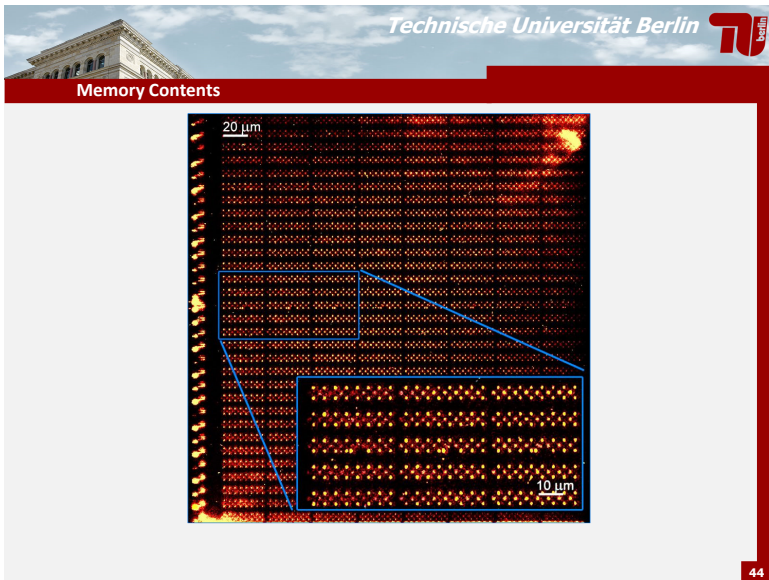 Technische Universität Berlin
berlin
Memory Contents
20 µm
10 µm
44